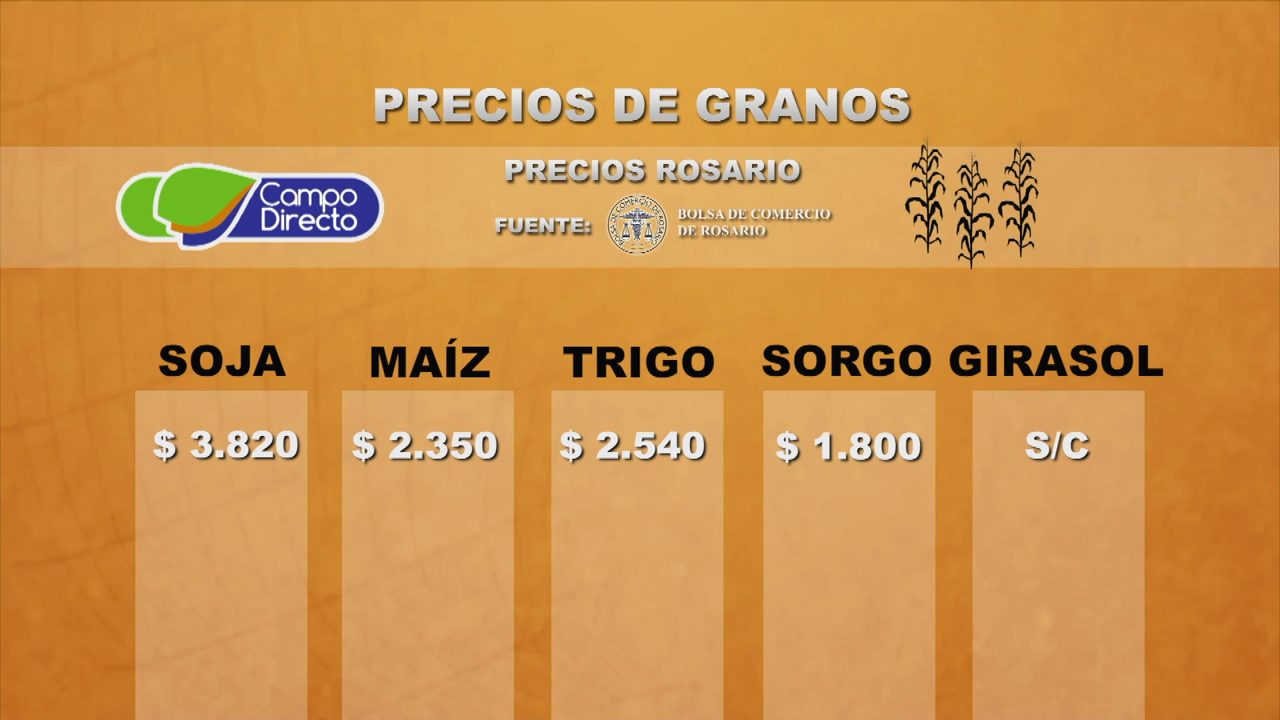 PRECIOS DE GRANOS
Campo
Directo
PRECIOS ROSARIO
FUENTE:
BOLSA DE COMERCIO
DE ROSARIO
SOJA MAÍZ TRIGO SORGO GIRASOL
$ 3.820 $ 2.350 $ 2.540 $ 1.800 S/C